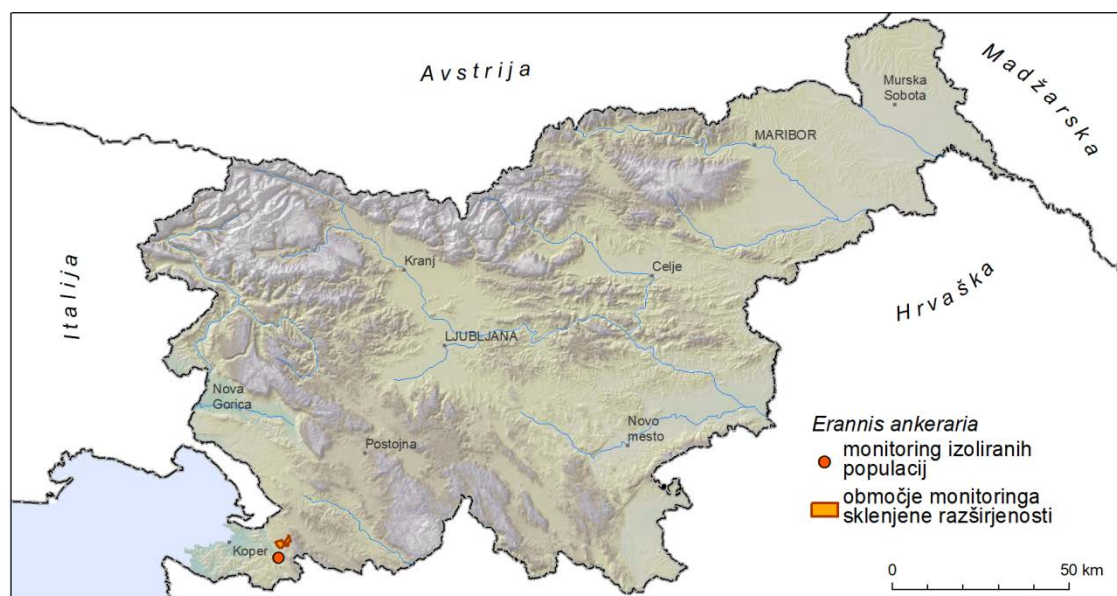 Avstrija
Madžarska
Murska
Sobota
MARIBOR
Italija
Kranj
Celje
Hrvaška
LJUBLJANA
Nova
Gorica
Novo
mesto
Postojna
Koper
Erannis ankeraria
monitoring izoliranih
populacij
območje monitoringa
sklenjene razširjenosti
0 50 km